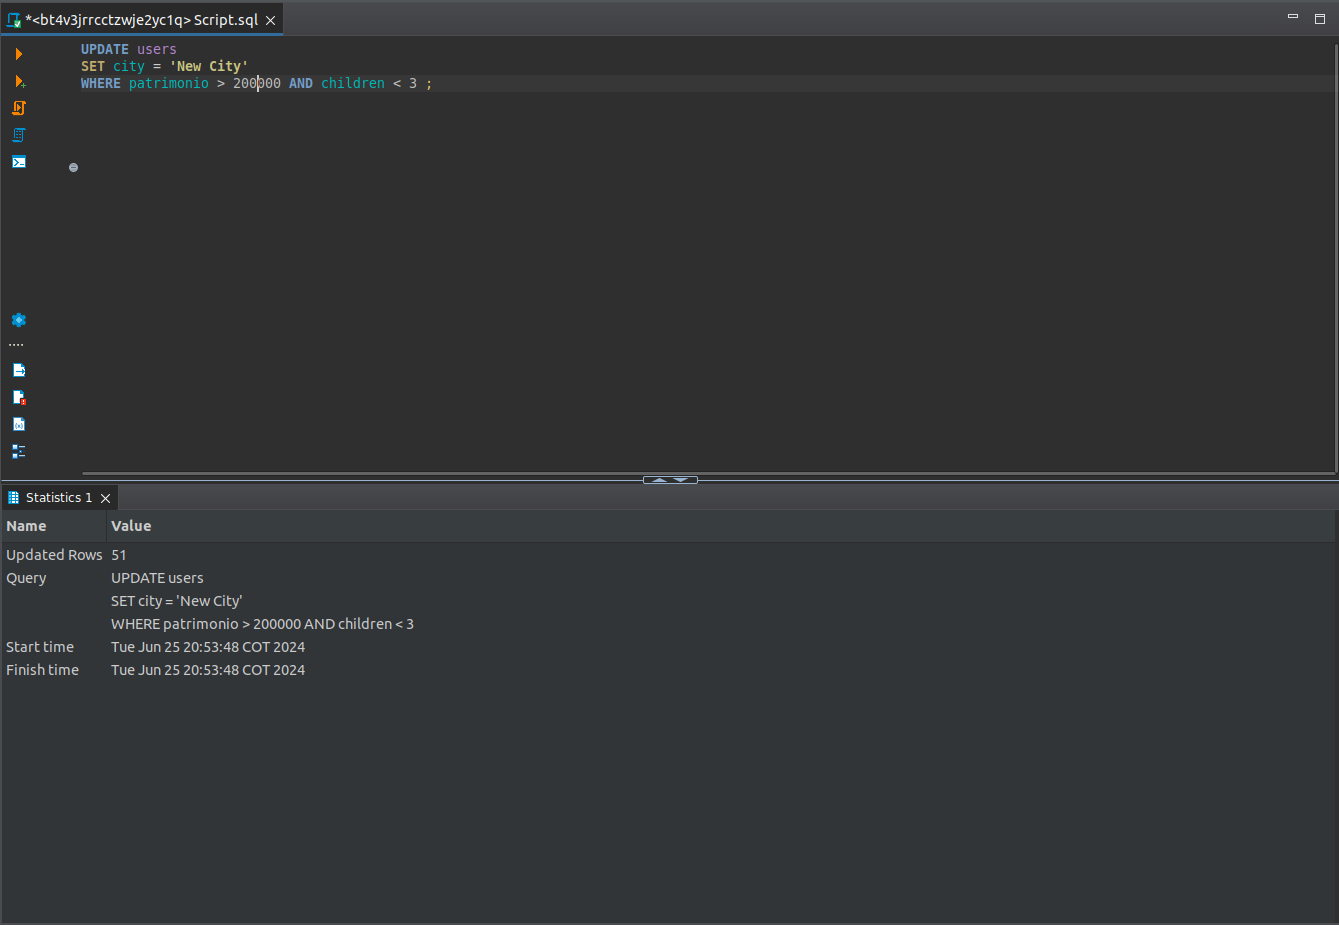 *<bt4v3jrrcctzwje2yc1q> Script.sql
UPDATE users
SET city = 'New City'
WHERE patrimonio > 200000 AND children < 3 ;
Statistics 1
Name Value
Updated Rows 51
Query UPDATE users
SET city = 'New City'
WHERE patrimonio > 200000 AND children < 3
Start time Tue Jun 25 20:53:48 COT 2024
Finish time Tue Jun 25 20:53:48 COT 2024